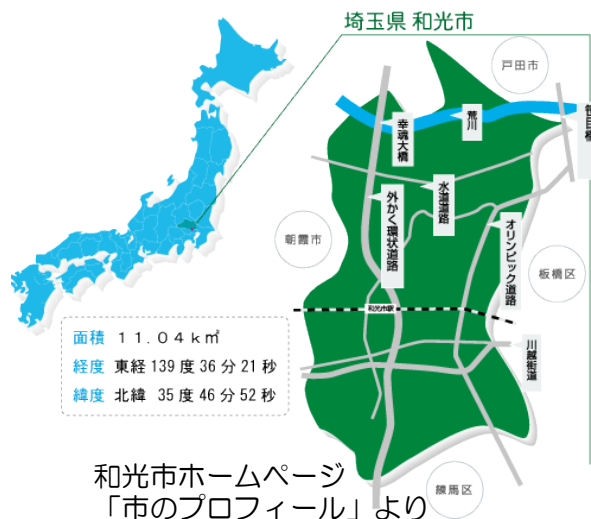 埼玉県 和光市
戸田市
荒川
笹目橋
幸魂大橋
水道道路
外かく環状道路
オリンピック道路
朝霞市
板橋区
和光市駅
川越街道
面積 11.04k㎡
経度 東経 139 度 36 分 21 秒
緯度 北緯 35 度 46 分 52 秒
練馬区
和光市ホームページ
「市のプロフィール」より